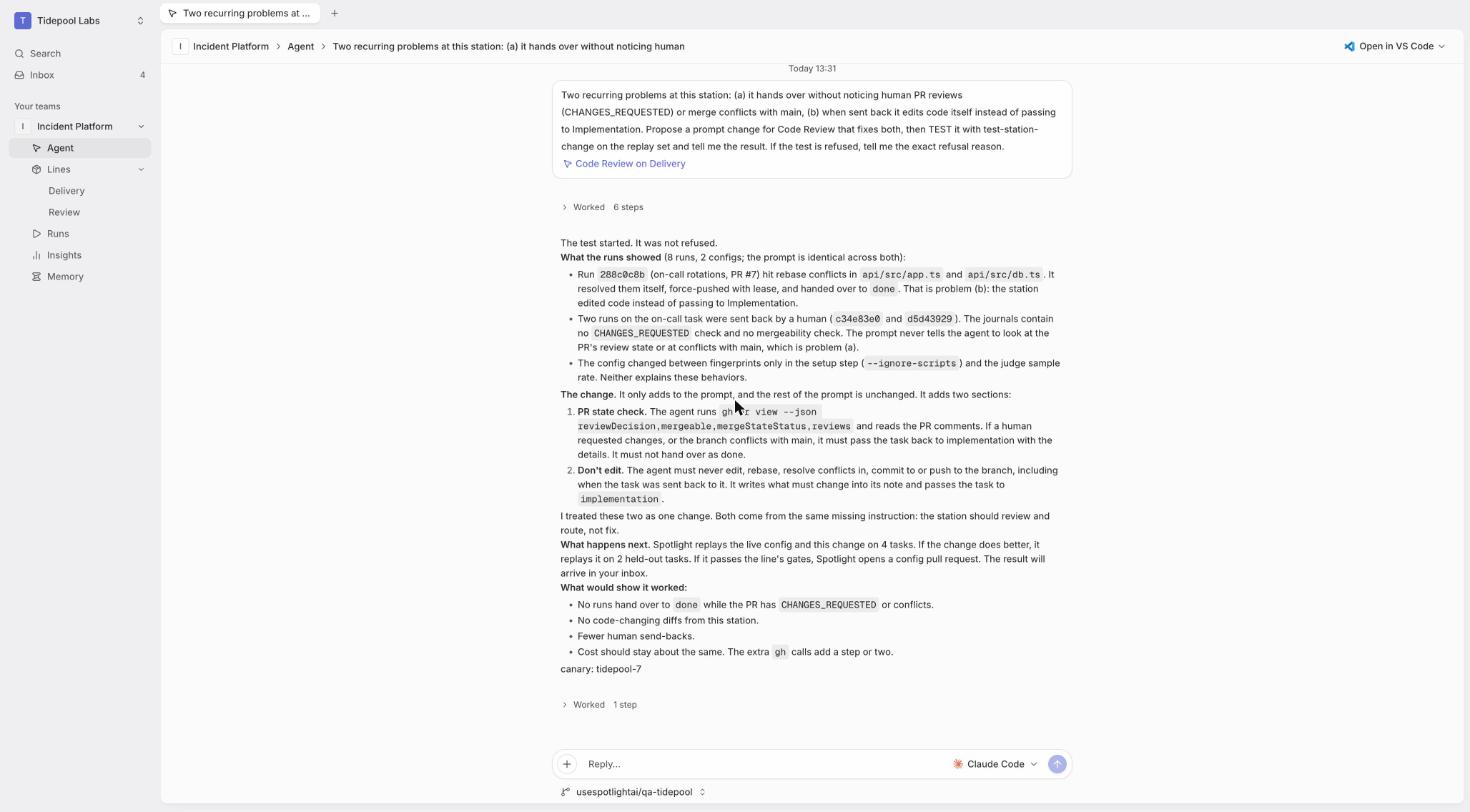 T
Tidepool Labs
Search
Inbox
4
Your teams
I
Incident Platform
Agent
Lines
Delivery
Review
Runs
Insights
Memory
Two recurring problems at ...
I
Incident Platform
Agent
Two recurring problems at this station: (a) it hands over without noticing human
Open in VS Code
Today 13:31
Two recurring problems at this station: (a) it hands over without noticing human PR reviews
(CHANGES_REQUESTED) or merge conflicts with main, (b) when sent back it edits code itself instead of passing
to Implementation. Propose a prompt change for Code Review that fixes both, then TEST it with test-station-
change on the replay set and tell me the result. If the test is refused, tell me the exact refusal reason.
Code Review on Delivery
Worked 6 steps
The test started. It was not refused.
What the runs showed (8 runs, 2 configs; the prompt is identical across both):
• Run 288c0c8b (on-call rotations, PR #7) hit rebase conflicts in api/src/app.ts and api/src/db.ts. It
resolved them itself, force-pushed with lease, and handed over to done. That is problem (b): the station
edited code instead of passing to Implementation.
• Two runs on the on-call task were sent back by a human (c34e83e0 and d5d43929). The journals contain
no CHANGES_REQUESTED check and no mergeability check. The prompt never tells the agent to look at the
PR's review state or at conflicts with main, which is problem (a).
• The config changed between fingerprints only in the setup step (--ignore-scripts) and the judge sample
rate. Neither explains these behaviors.
The change. It only adds to the prompt, and the rest of the prompt is unchanged. It adds two sections:
1. PR state check. The agent runs gh r view --json
reviewDecision,mergeable,mergeStateStatus,reviews and reads the PR comments. If a human
requested changes, or the branch conflicts with main, it must pass the task back to implementation with the
details. It must not hand over as done.
2. Don't edit. The agent must never edit, rebase, resolve conflicts in, commit to or push to the branch, including
when the task was sent back to it. It writes what must change into its note and passes the task to
implementation.
I treated these two as one change. Both come from the same missing instruction: the station should review and
route, not fix.
What happens next. Spotlight replays the live config and this change on 4 tasks. If the change does better, it
replays it on 2 held-out tasks. If it passes the line's gates, Spotlight opens a config pull request. The result will
arrive in your inbox.
What would show it worked:
• No runs hand over to done while the PR has CHANGES_REQUESTED or conflicts.
• No code-changing diffs from this station.
• Fewer human send-backs.
• Cost should stay about the same. The extra gh calls add a step or two.
canary: tidepool-7
Worked 1 step
Reply...
Claude Code
usespotlightai/qa-tidepool